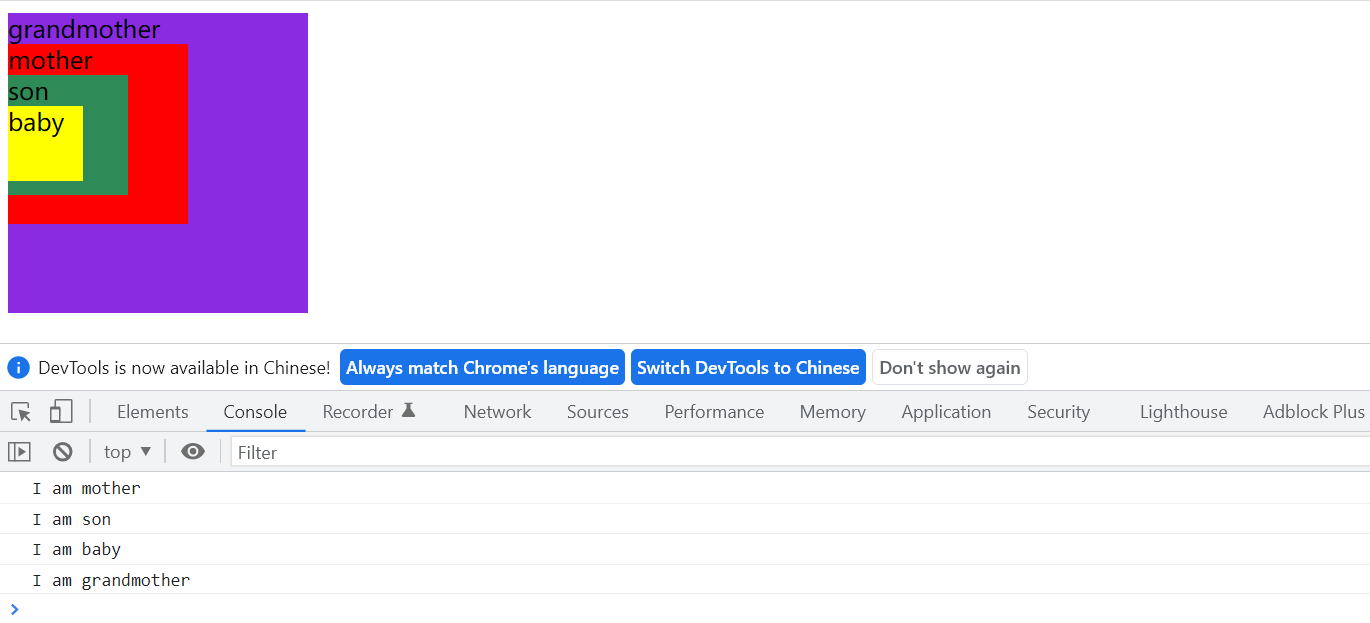 grandmother
mother
son
baby
DevTools is now available in Chinese! Always match Chrome's language Switch DevTools to Chinese Don't show again
Elements Console Recorder Network Sources Performance Memory Application Security Lighthouse Adblock Plus
top Filter
I am mother
I am son
I am baby
I am grandmother